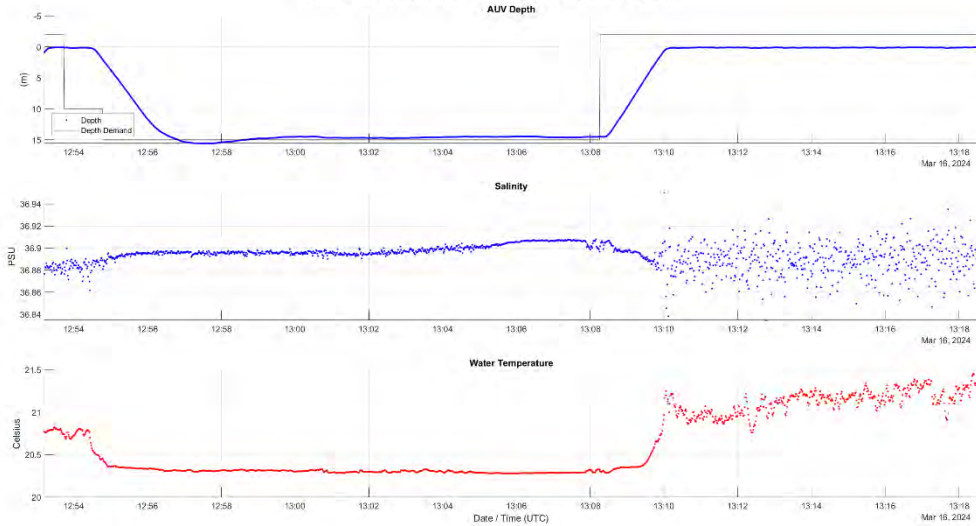 AUV Depth
-5
0
5
10
15
(m)
Depth
Depth Demand
12:54 12:56 12:58 13:00 13:02 13:04 13:06 13:08 13:10 13:12 13:14 13:16 13:18
Mar 16, 2024
Salinity
36.94
36.92
36.9
36.88
36.86
36.84
PSU
12:54 12:56 12:58 13:00 13:02 13:04 13:06 13:08 13:10 13:12 13:14 13:16 13:18
Mar 16, 2024
Water Temperature
21.5
21
20.5
20
Celsius
12:54 12:56 12:58 13:00 13:02 13:04 13:06 13:08 13:10 13:12 13:14 13:16 13:18
Mar 16, 2024
Date / Time (UTC)